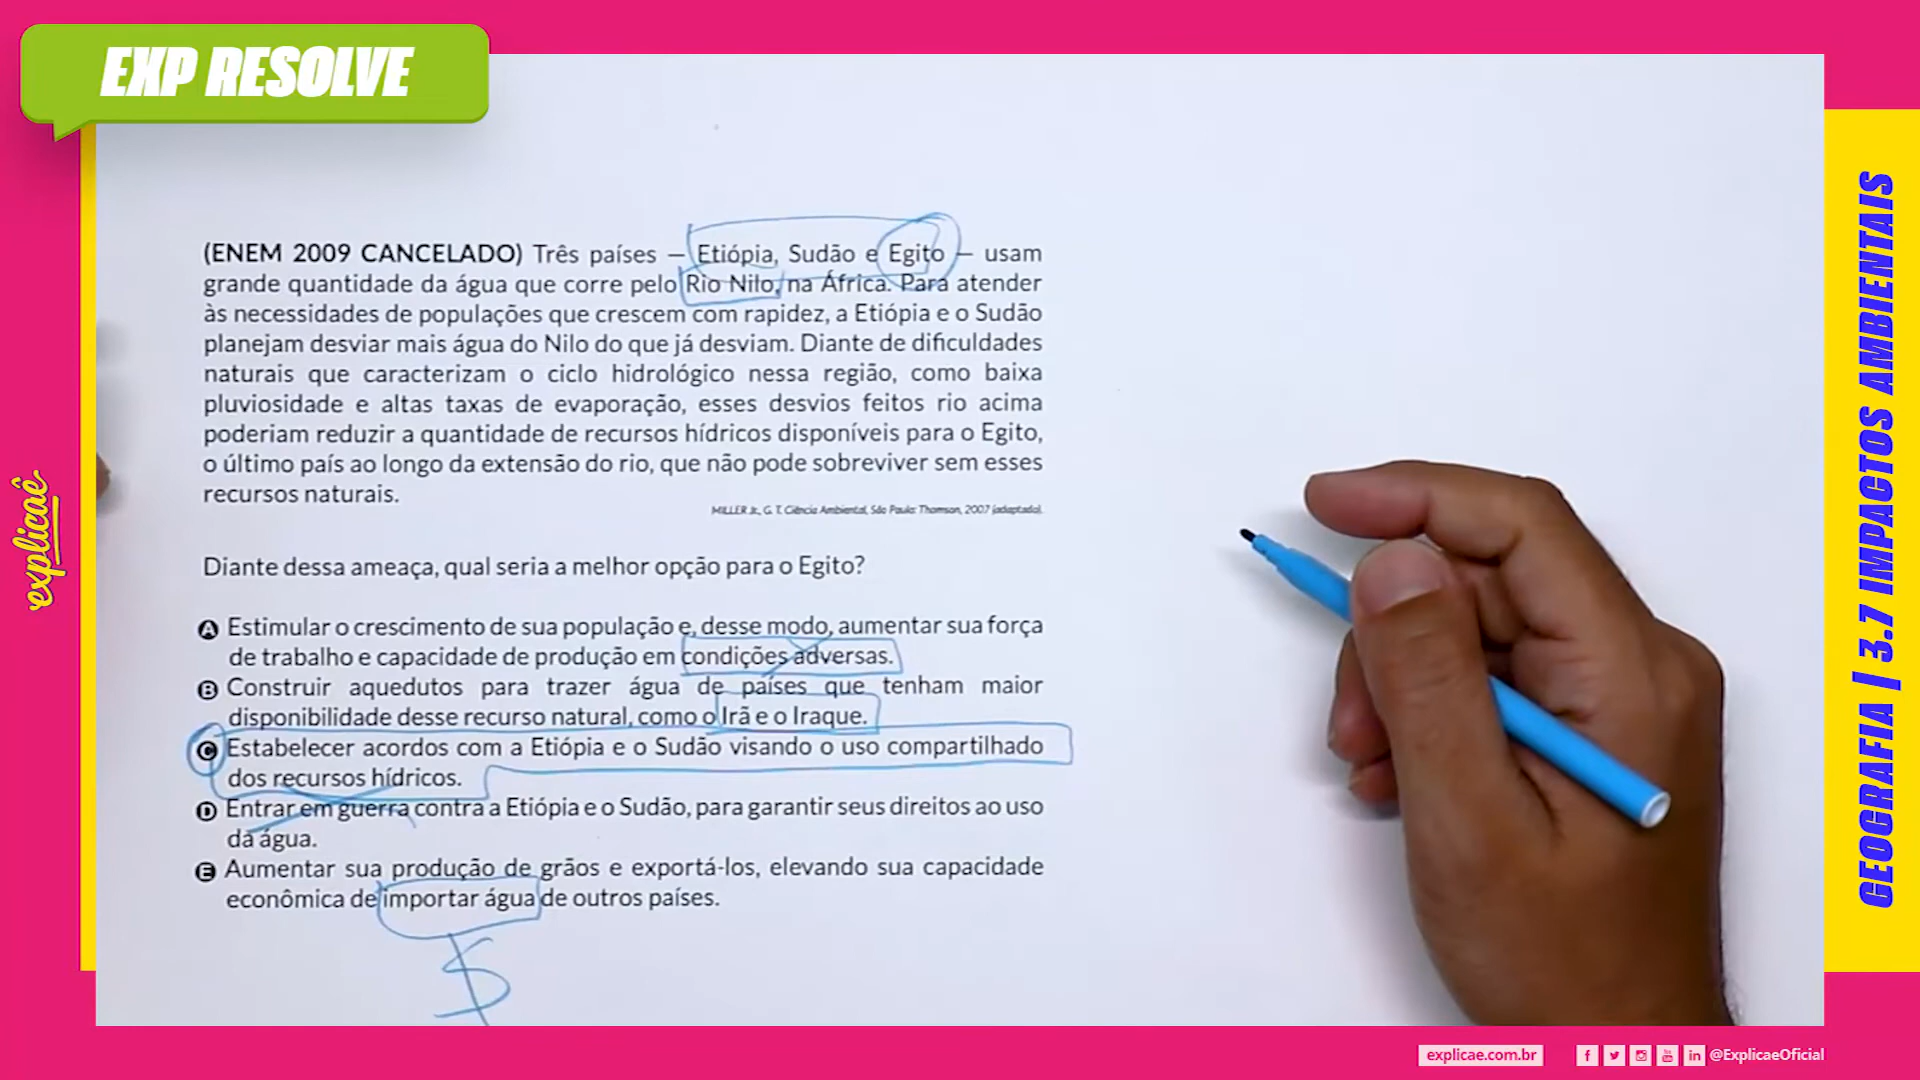 EXP RESOLVE
(ENEM 2009 CANCELADO) Três países — Etiópia, Sudão e Egito — usam
grande quantidade da água que corre pelo Rio Nilo, na África. Para atender
às necessidades de populações que crescem com rapidez, a Etiópia e o Sudão
planejam desviar mais água do Nilo do que já desviam. Diante de dificuldades
naturais que caracterizam o ciclo hidrológico nessa região, como baixa
pluviosidade e altas taxas de evaporação, esses desvios feitos rio acima
poderiam reduzir a quantidade de recursos hídricos disponíveis para o Egito,
o último país ao longo da extensão do rio, que não pode sobreviver sem esses
recursos naturais.
MILLER Jr., G. T. Ciência Ambiental, São Paulo: Thomson, 2007 (adaptado).
Diante dessa ameaça, qual seria a melhor opção para o Egito?
A Estimular o crescimento de sua população e, desse modo, aumentar sua força
de trabalho e capacidade de produção em condições adversas.
B Construir aquedutos para trazer água de países que tenham maior
disponibilidade desse recurso natural, como o Irã e o Iraque.
C Estabelecer acordos com a Etiópia e o Sudão visando o uso compartilhado
dos recursos hídricos.
D Entrar em guerra contra a Etiópia e o Sudão, para garantir seus direitos ao uso
da água.
E Aumentar sua produção de grãos e exportá-los, elevando sua capacidade
econômica de importar água de outros países.
$
explicaê
GEOGRAFIA | 3.7 IMPACTOS AMBIENTAIS
explicae.com.br
@ExplicaeOficial